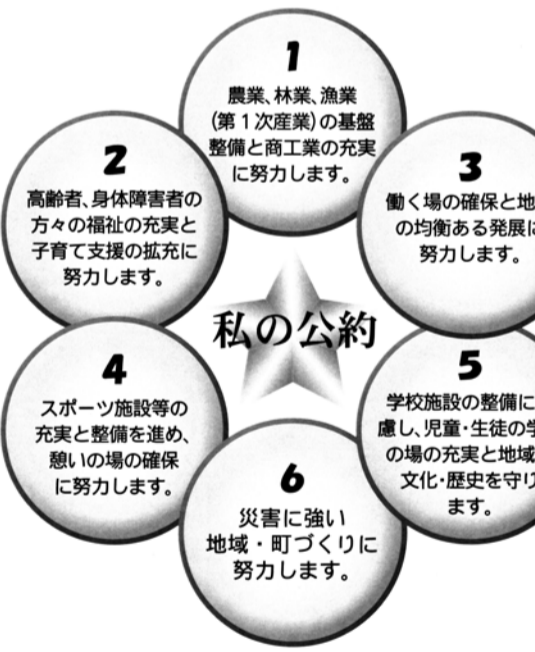 1
農業、林業、漁業
(第1次産業)の基盤
整備と商工業の充実
に努力します。
2
高齢者、身体障害者の
方々の福祉の充実と
子育て支援の拡充に
努力します。
3
働く場の確保と地
の均衡ある発展に
努力します。
私の公約
4
スポーツ施設等の
充実と整備を進め、
憩いの場の確保
に努力します。
5
学校施設の整備に
慮し、児童・生徒の学
の場の充実と地域
文化・歴史を守り
ます。
6
災害に強い
地域・町づくりに
努力します。